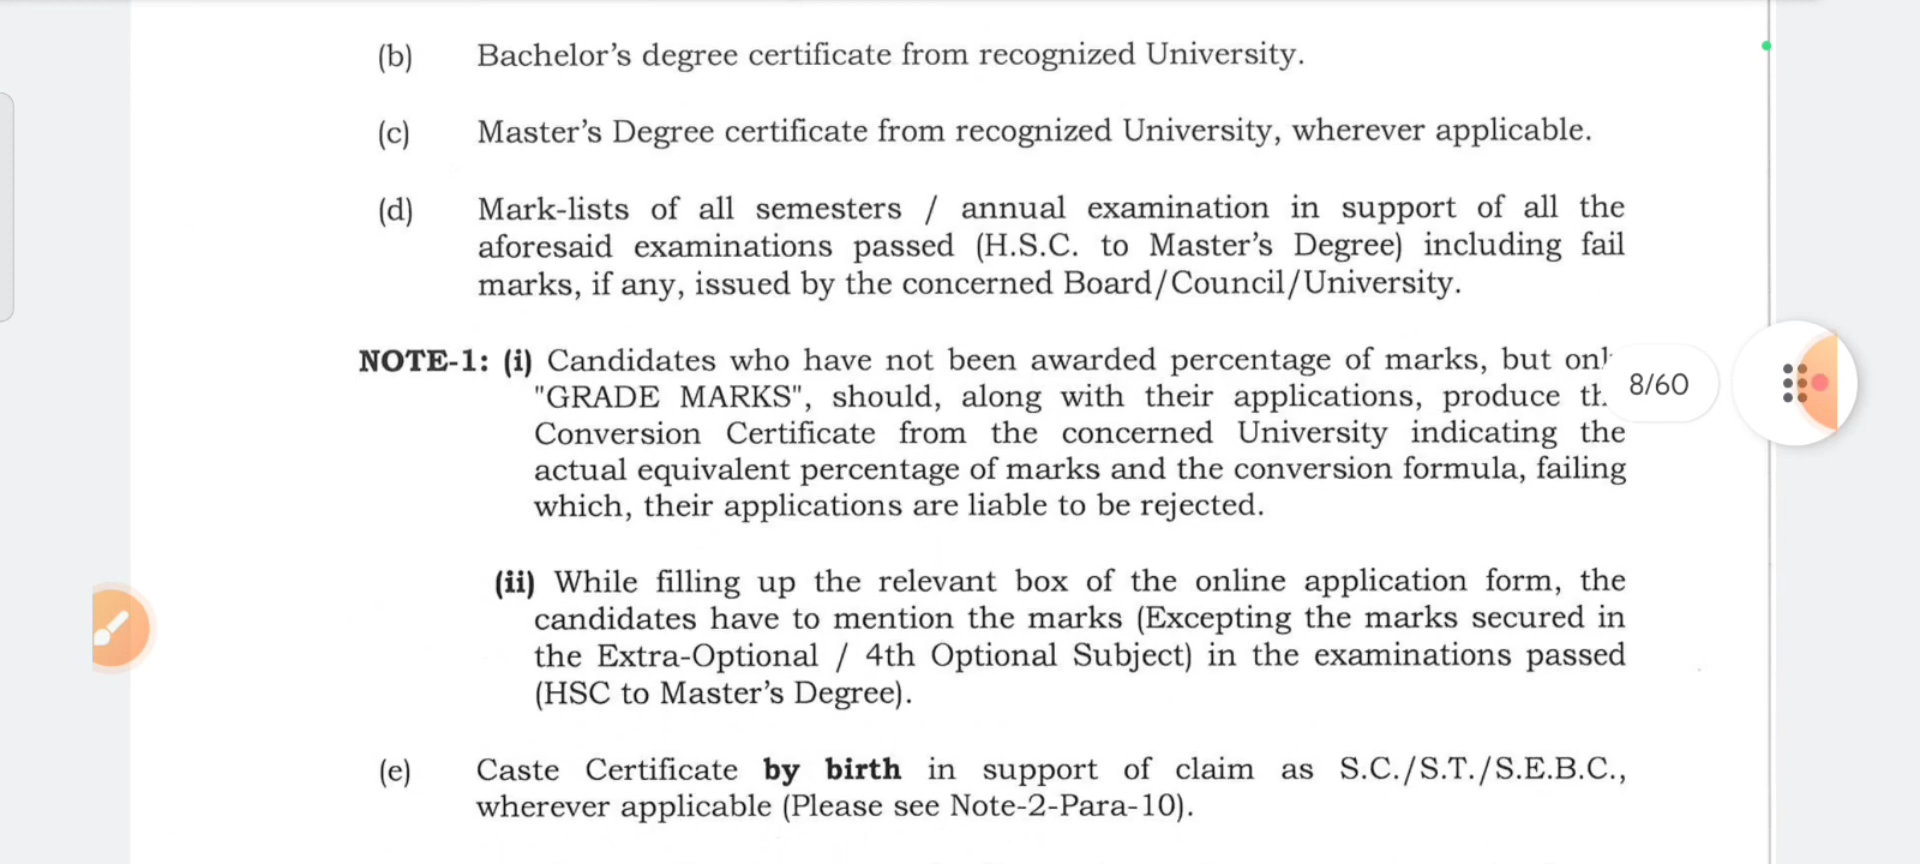 (b) Bachelor’s degree certificate from recognized University.
(c) Master’s Degree certificate from recognized University, wherever applicable.
(d) Mark-lists of all semesters / annual examination in support of all the
aforesaid examinations passed (H.S.C. to Master’s Degree) including fail
marks, if any, issued by the concerned Board/Council/University.
NOTE-1: (i) Candidates who have not been awarded percentage of marks, but
"GRADE MARKS", should, along with their applications, produce
8/60
Conversion Certificate from the concerned University indicating the
actual equivalent percentage of marks and the conversion formula, failing
which, their applications are liable to be rejected.
(ii) While filling up the relevant box of the online application form, the
candidates have to mention the marks (Excepting the marks secured in
the Extra-Optional / 4th Optional Subject) in the examinations passed
(HSC to Master’s Degree).
(e) Caste Certificate by birth in support of claim as S.C./S.T./S.E.B.C.,
wherever applicable (Please see Note-2-Para-10).